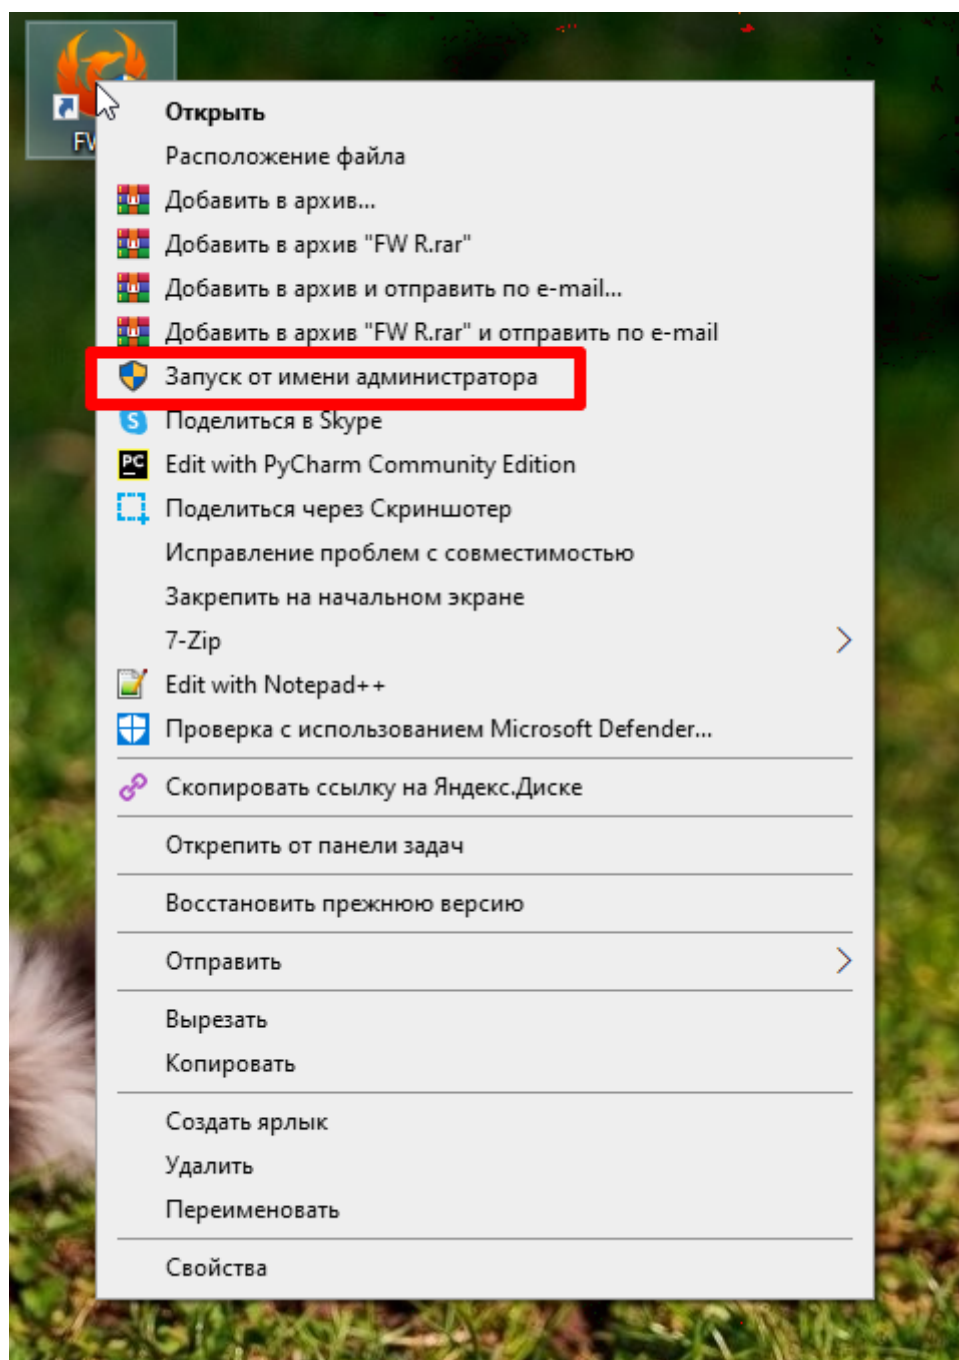 FW
Открыть
Расположение файла
Добавить в архив...
Добавить в архив "FW R.rar"
Добавить в архив и отправить по e-mail...
Добавить в архив "FW R.rar" и отправить по e-mail
Запуск от имени администратора
Поделиться в Skype
Edit with PyCharm Community Edition
Поделиться через Скриншотер
Исправление проблем с совместимостью
Закрепить на начальном экране
7-Zip
Edit with Notepad++
Проверка с использованием Microsoft Defender...
Скопировать ссылку на Яндекс.Диске
Открепить от панели задач
Восстановить прежнюю версию
Отправить
Вырезать
Копировать
Создать ярлык
Удалить
Переименовать
Свойства